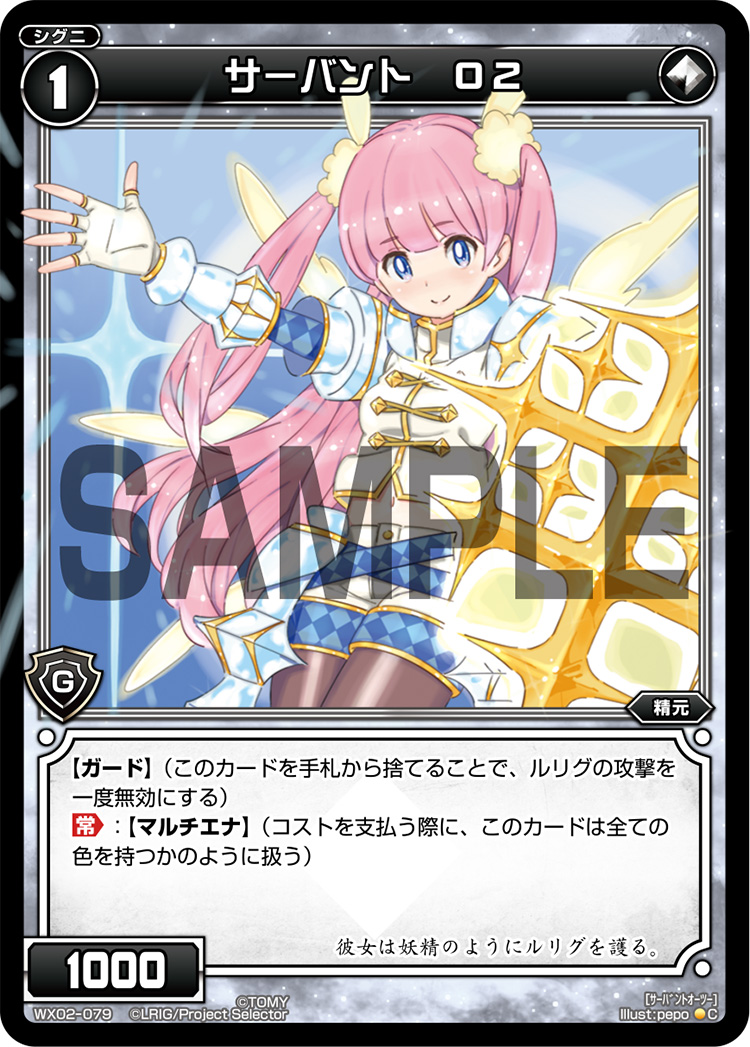 シグニ
1
サーバント O2
SAMPLE
G
精元
【ガード】(このカードを手札から捨てることで、ルリグの攻撃を
一度無効にする)
常:【マルチエナ】(コストを支払う際に、このカードは全ての
色を持つかのように扱う)
彼女は妖精のようにルリグを護る。
1000
WX02-079 ©LRIG/Project Selector ©TOMY
[サーバントオーツー]
Illust:pepo C